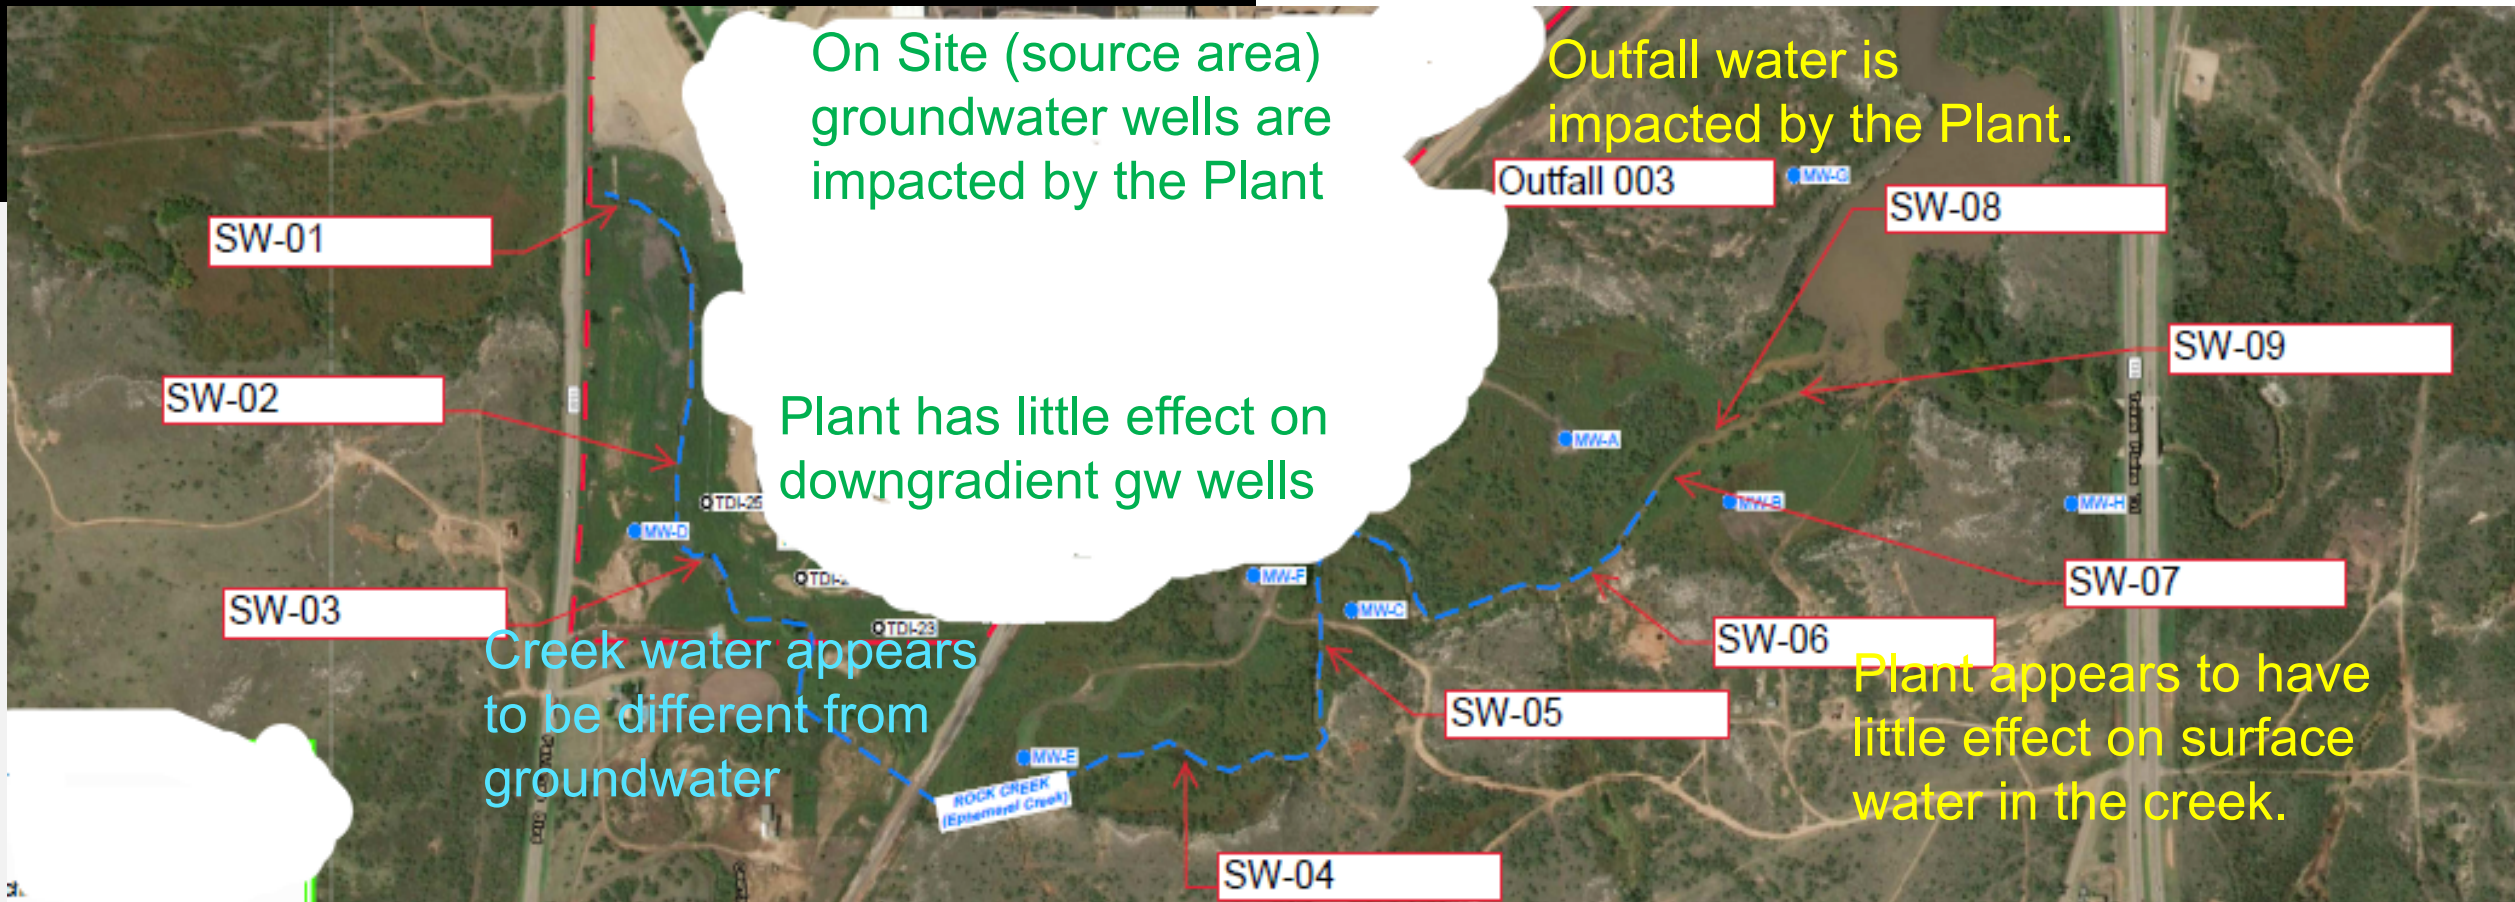 On Site (source area)
groundwater wells are
impacted by the Plant
Outfall water is
impacted by the Plant.
Outfall 003
MW-G
SW-08
SW-01
SW-09
SW-02
Plant has little effect on
downgradient gw wells
MW-A
TDI-25
MW-B
MW-H
MW-D
MW-F
SW-07
SW-03
MW-C
TDI-23
SW-06
Creek water appears
to be different from
groundwater
Plant appears to have
little effect on surface
water in the creek.
SW-05
MW-E
ROCK CREEK
(Ephemeral Creek)
SW-04